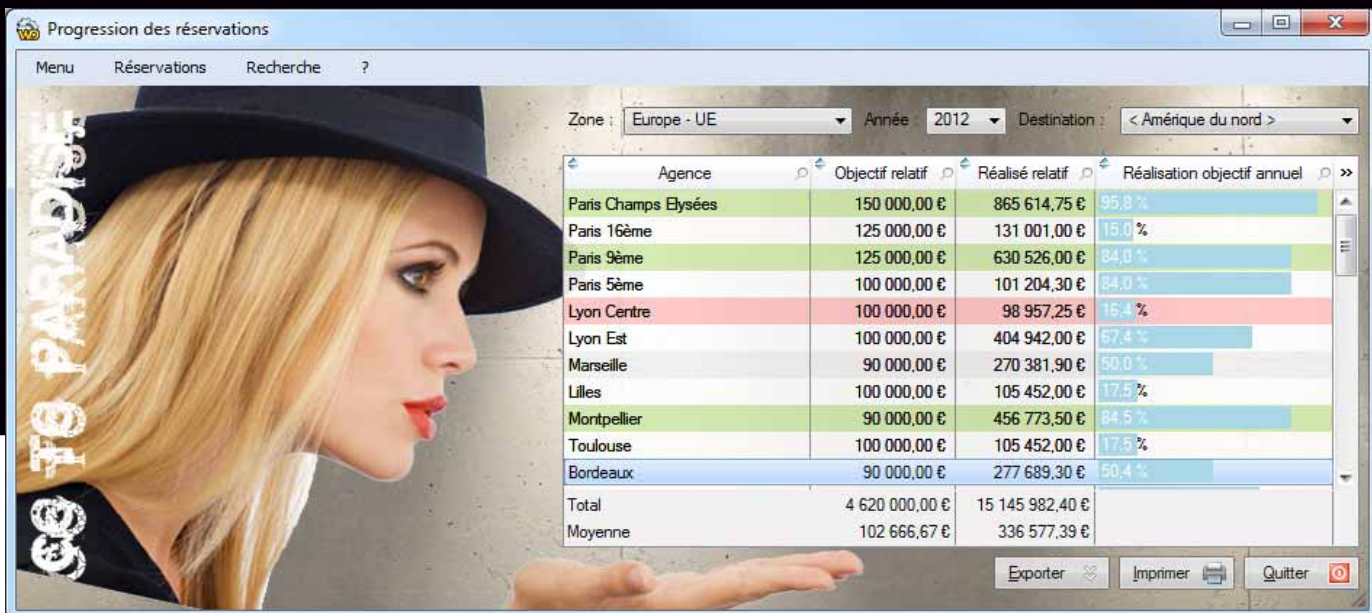 Progression des réservations
Menu Réservations Recherche ?
GO TO PARADISE
Zone : Europe - UE Année : 2012 Destination : < Amérique du nord >
Agence Objectif relatif Réalisé relatif Réalisation objectif annuel »
Paris Champs Elysées 150 000,00 € 865 614,75 € 95,8 %
Paris 16ème 125 000,00 € 131 001,00 € 15.0 %
Paris 9ème 125 000,00 € 630 526,00 € 84,0 %
Paris 5ème 100 000,00 € 101 204,30 € 84,0 %
Lyon Centre 100 000,00 € 98 957,25 € 16,4 %
Lyon Est 100 000,00 € 404 942,00 € 67,4 %
Marseille 90 000,00 € 270 381,90 € 50,0 %
Lilles 100 000,00 € 105 452,00 € 17.5 %
Montpellier 90 000,00 € 456 773,50 € 84,5 %
Toulouse 100 000,00 € 105 452,00 € 17.5 %
Bordeaux 90 000,00 € 277 689,30 € 50,4 %
Total 4 620 000,00 € 15 145 982,40 €
Moyenne 102 666,67 € 336 577,39 €
Exporter Imprimer Quitter